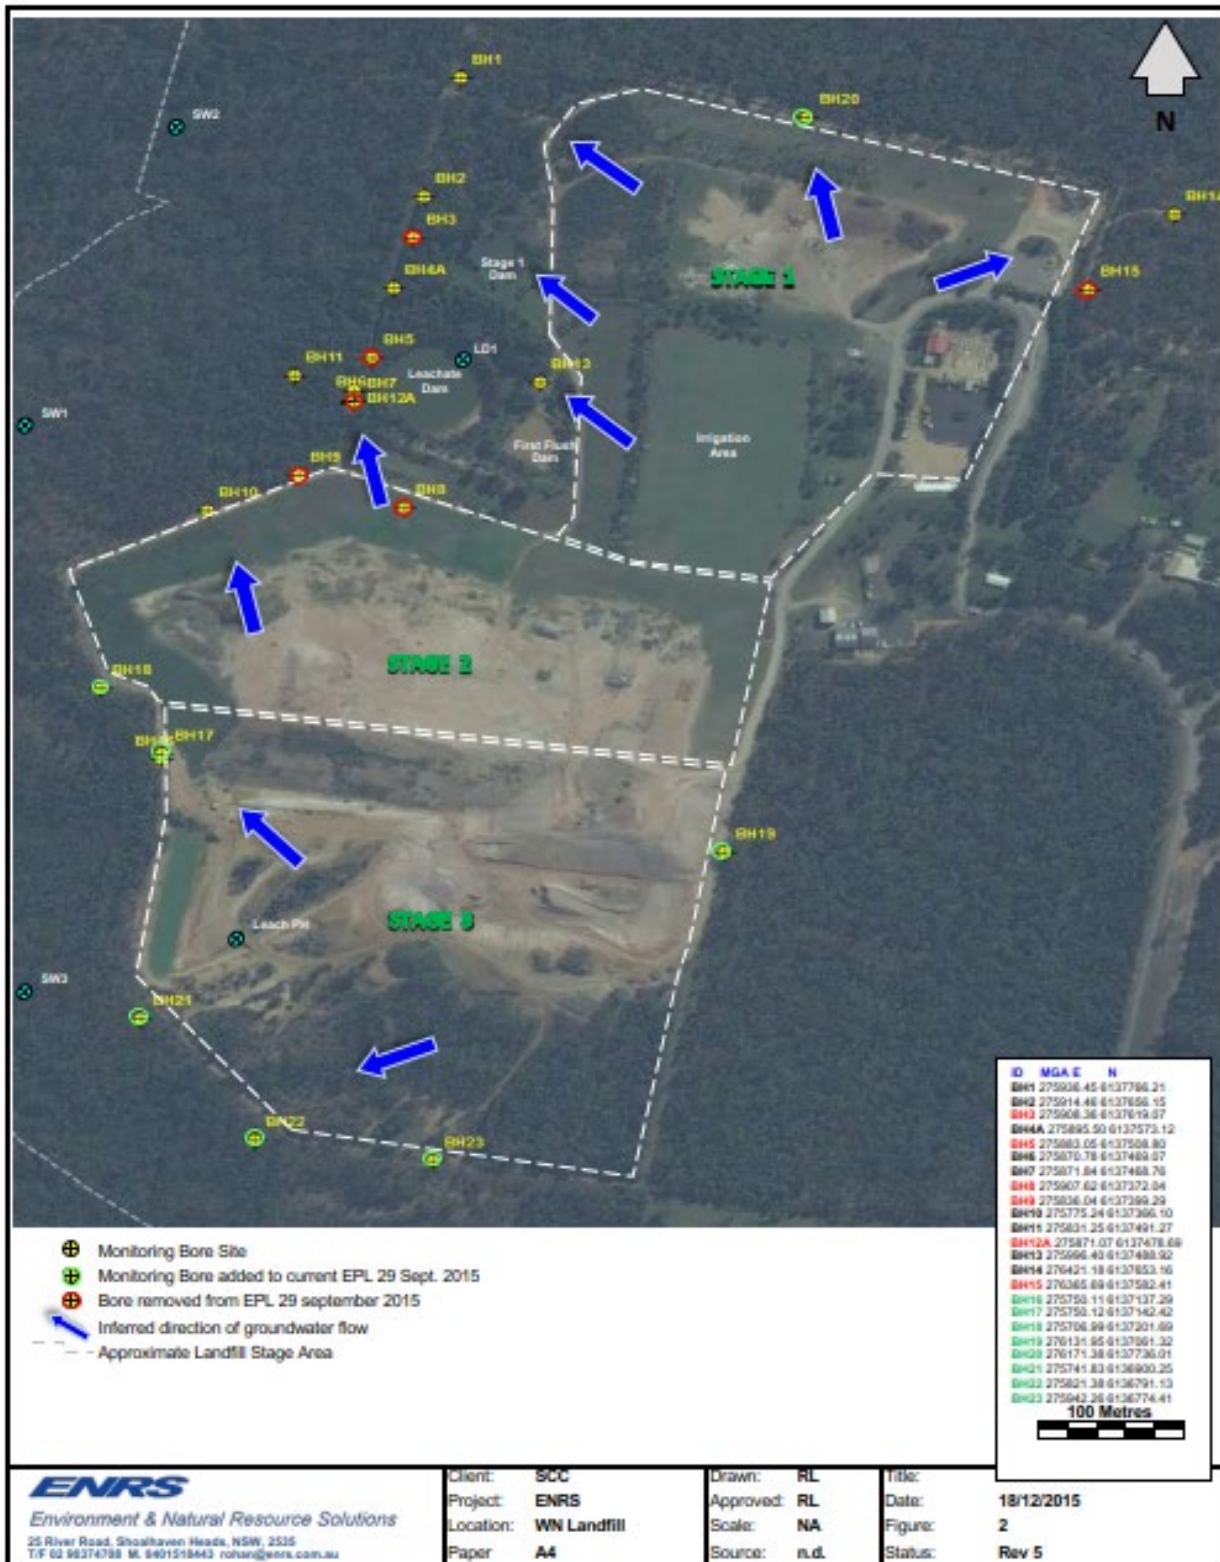 BH1
SW2
BH20
N
BH2
BH14
BH3
Stage 1
Dam
BH4A
STAGE 1
BH15
BH5
LD1
BH11
BH6
BH7
Leachate
Dam
BH13
BH12A
SW1
First Flush
Dam
Irrigation
Area
BH9
BH10
BH8
STAGE 2
BH18
BH17
BH19
STAGE 3
Leach PH
SW3
BH21
BH22
BH23
ID MGA E N
BH1 275936.45 6137766.21
BH2 275914.46 6137656.15
BH3 275908.36 6137619.07
BH4A 275895.50 6137573.12
BH5 275883.05 6137508.80
BH6 275870.78 6137469.07
BH7 275871.84 6137468.76
BH8 275907.62 6137372.04
BH9 275836.04 6137399.29
BH10 275775.24 6137366.10
BH11 275831.25 6137491.27
BH12A 275871.07 6137478.69
BH13 275996.40 6137488.92
BH14 276421.18 6137653.16
BH15 276365.69 6137582.41
BH16 275750.11 6137137.29
BH17 275750.12 6137142.42
BH18 275706.99 6137201.69
BH19 276131.95 6137061.32
BH20 276171.38 6137736.01
BH21 275741.83 6136900.25
BH22 275821.38 6136791.13
BH23 275942.26 6136774.41
100 Metres
Monitoring Bore Site
Monitoring Bore added to current EPL 29 Sept. 2015
Bore removed from EPL 29 september 2015
Inferred direction of groundwater flow
Approximate Landfill Stage Area
ENRS
Environment & Natural Resource Solutions
25 River Road, Shoalhaven Heads, NSW, 2535
T/F 02 98374708 M. 0401518443 rohan@enrs.com.au
Client: SCC
Project: ENRS
Location: WN Landfill
Paper A4
Drawn: RL
Approved: RL
Scale: NA
Source: n.d.
Title:
Date: 18/12/2015
Figure: 2
Status: Rev 5